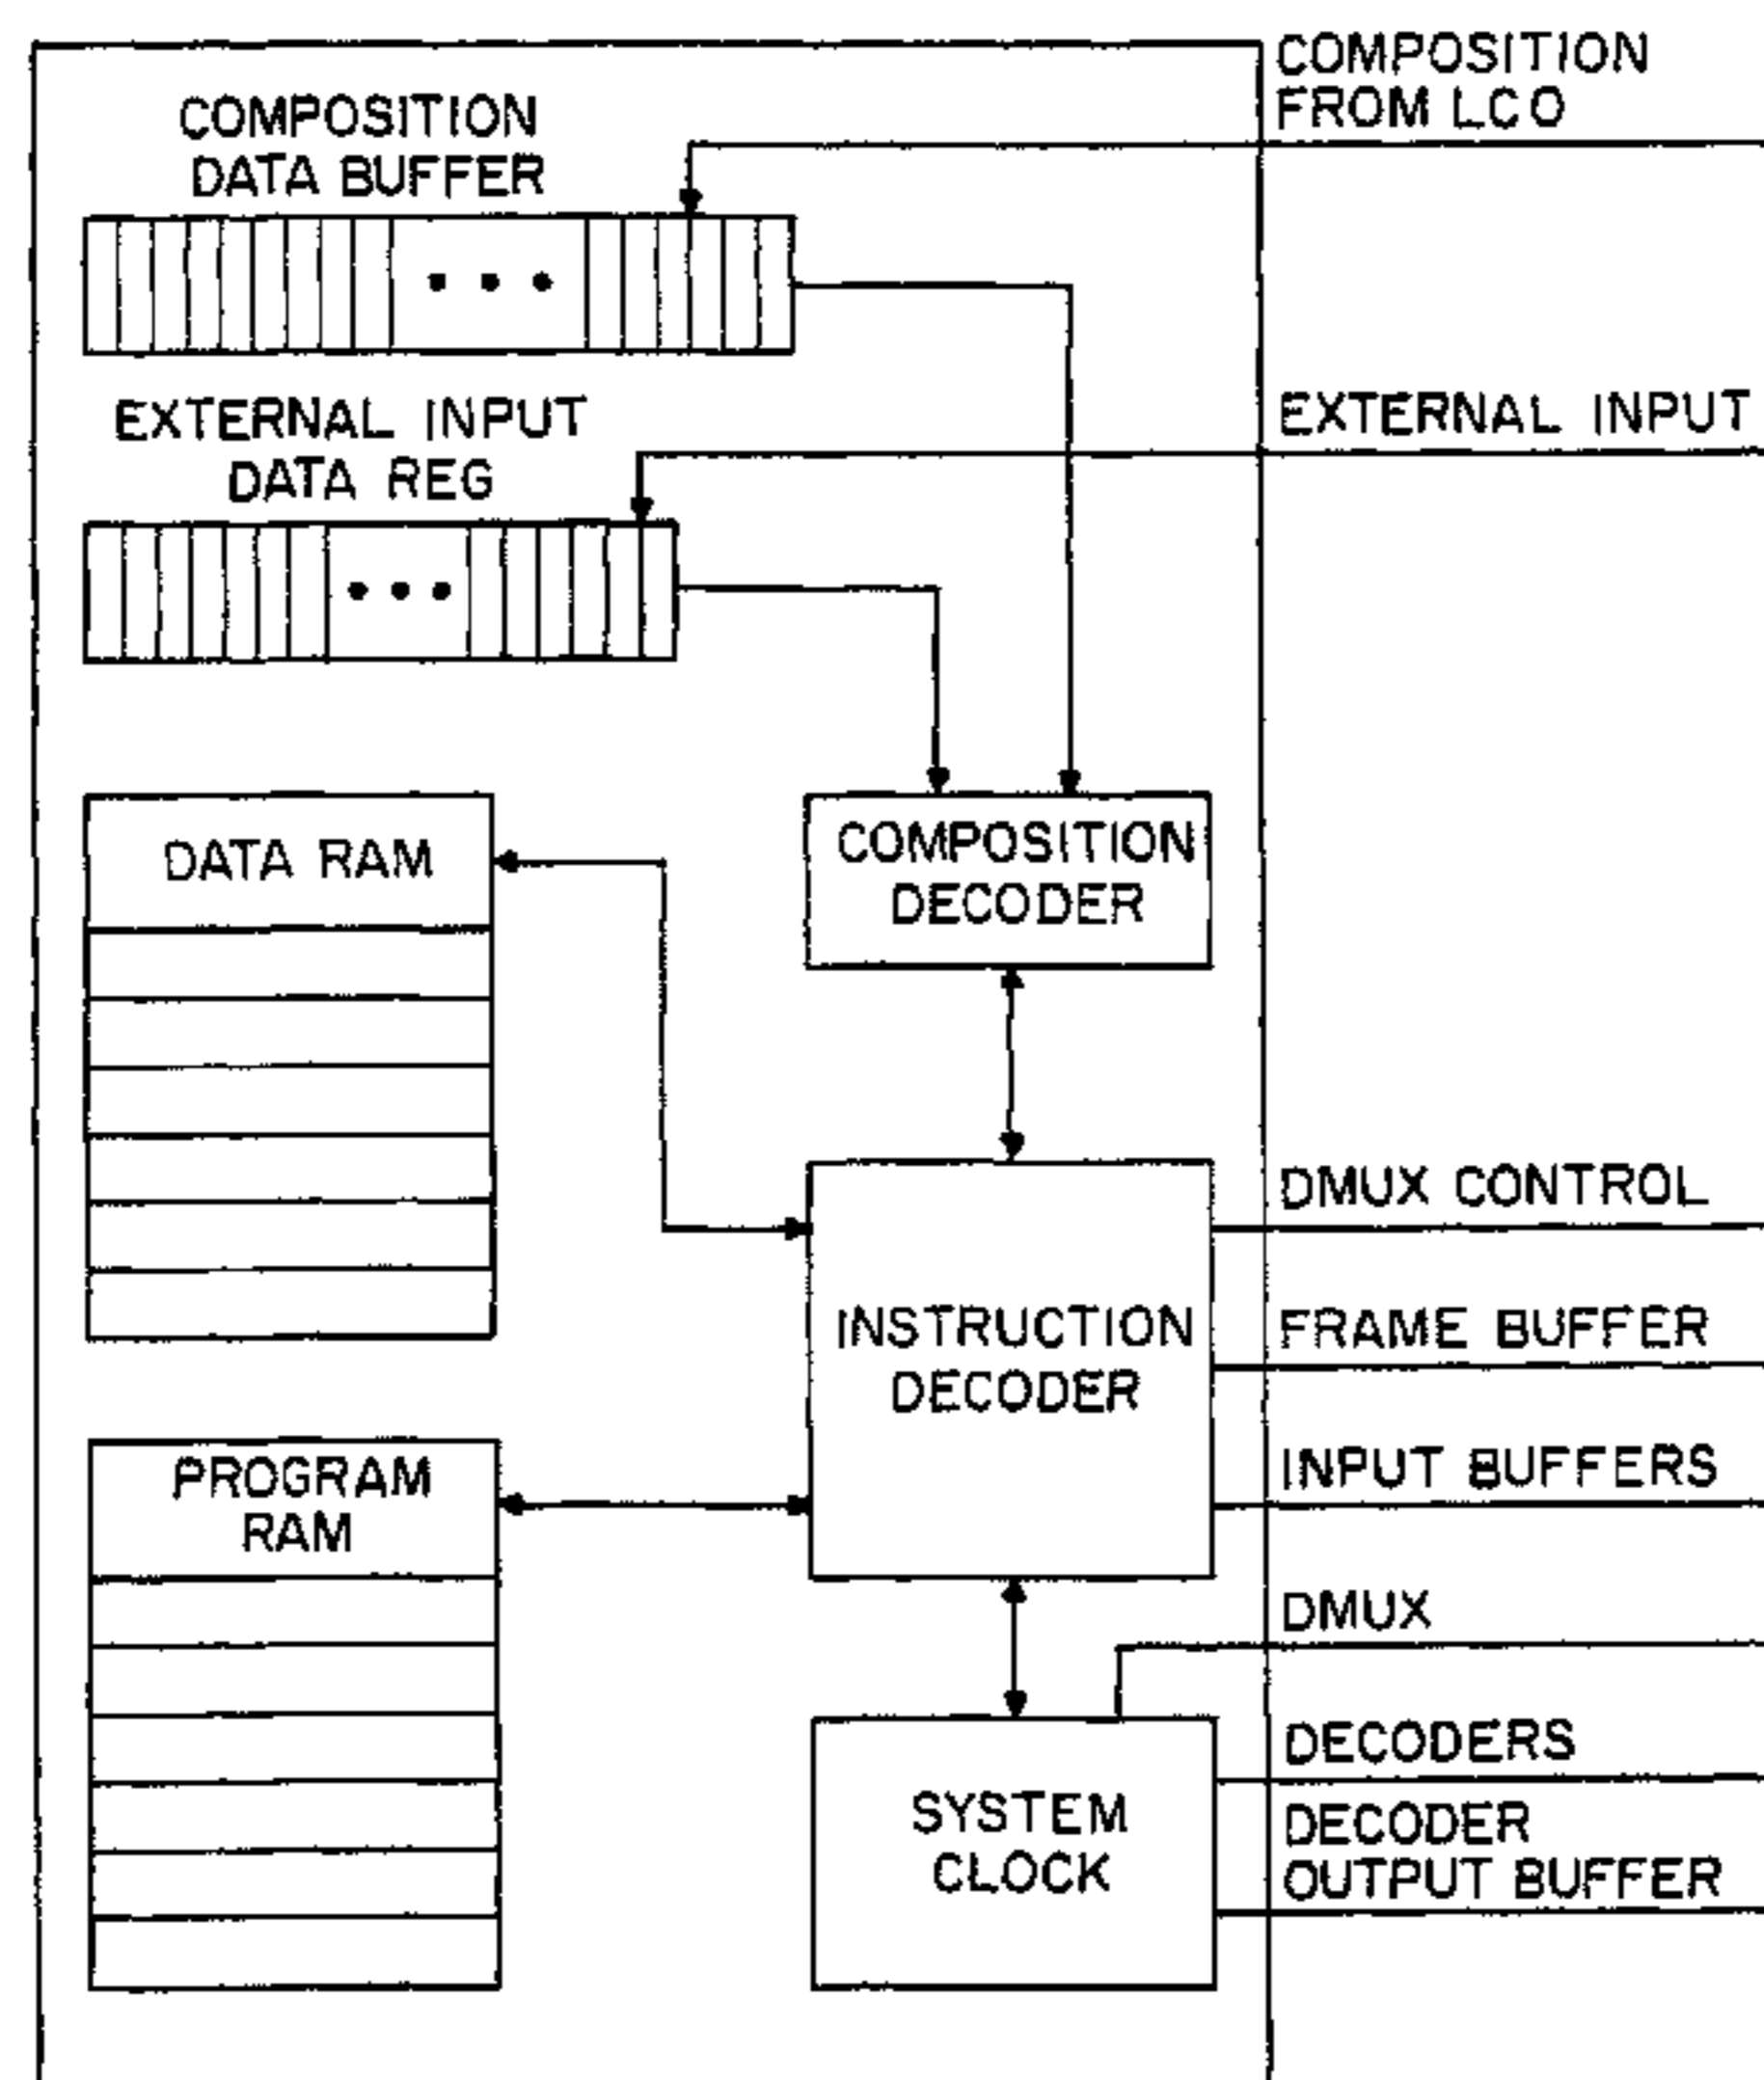 COMPOSITION
FROM LCO
COMPOSITION
DATA BUFFER
EXTERNAL INPUT
EXTERNAL INPUT
DATA REG
DATA RAM
COMPOSITION
DECODER
DMUX CONTROL
INSTRUCTION
DECODER
FRAME BUFFER
INPUT BUFFERS
PROGRAM
RAM
DMUX
DECODERS
SYSTEM
CLOCK
DECODER
OUTPUT BUFFER